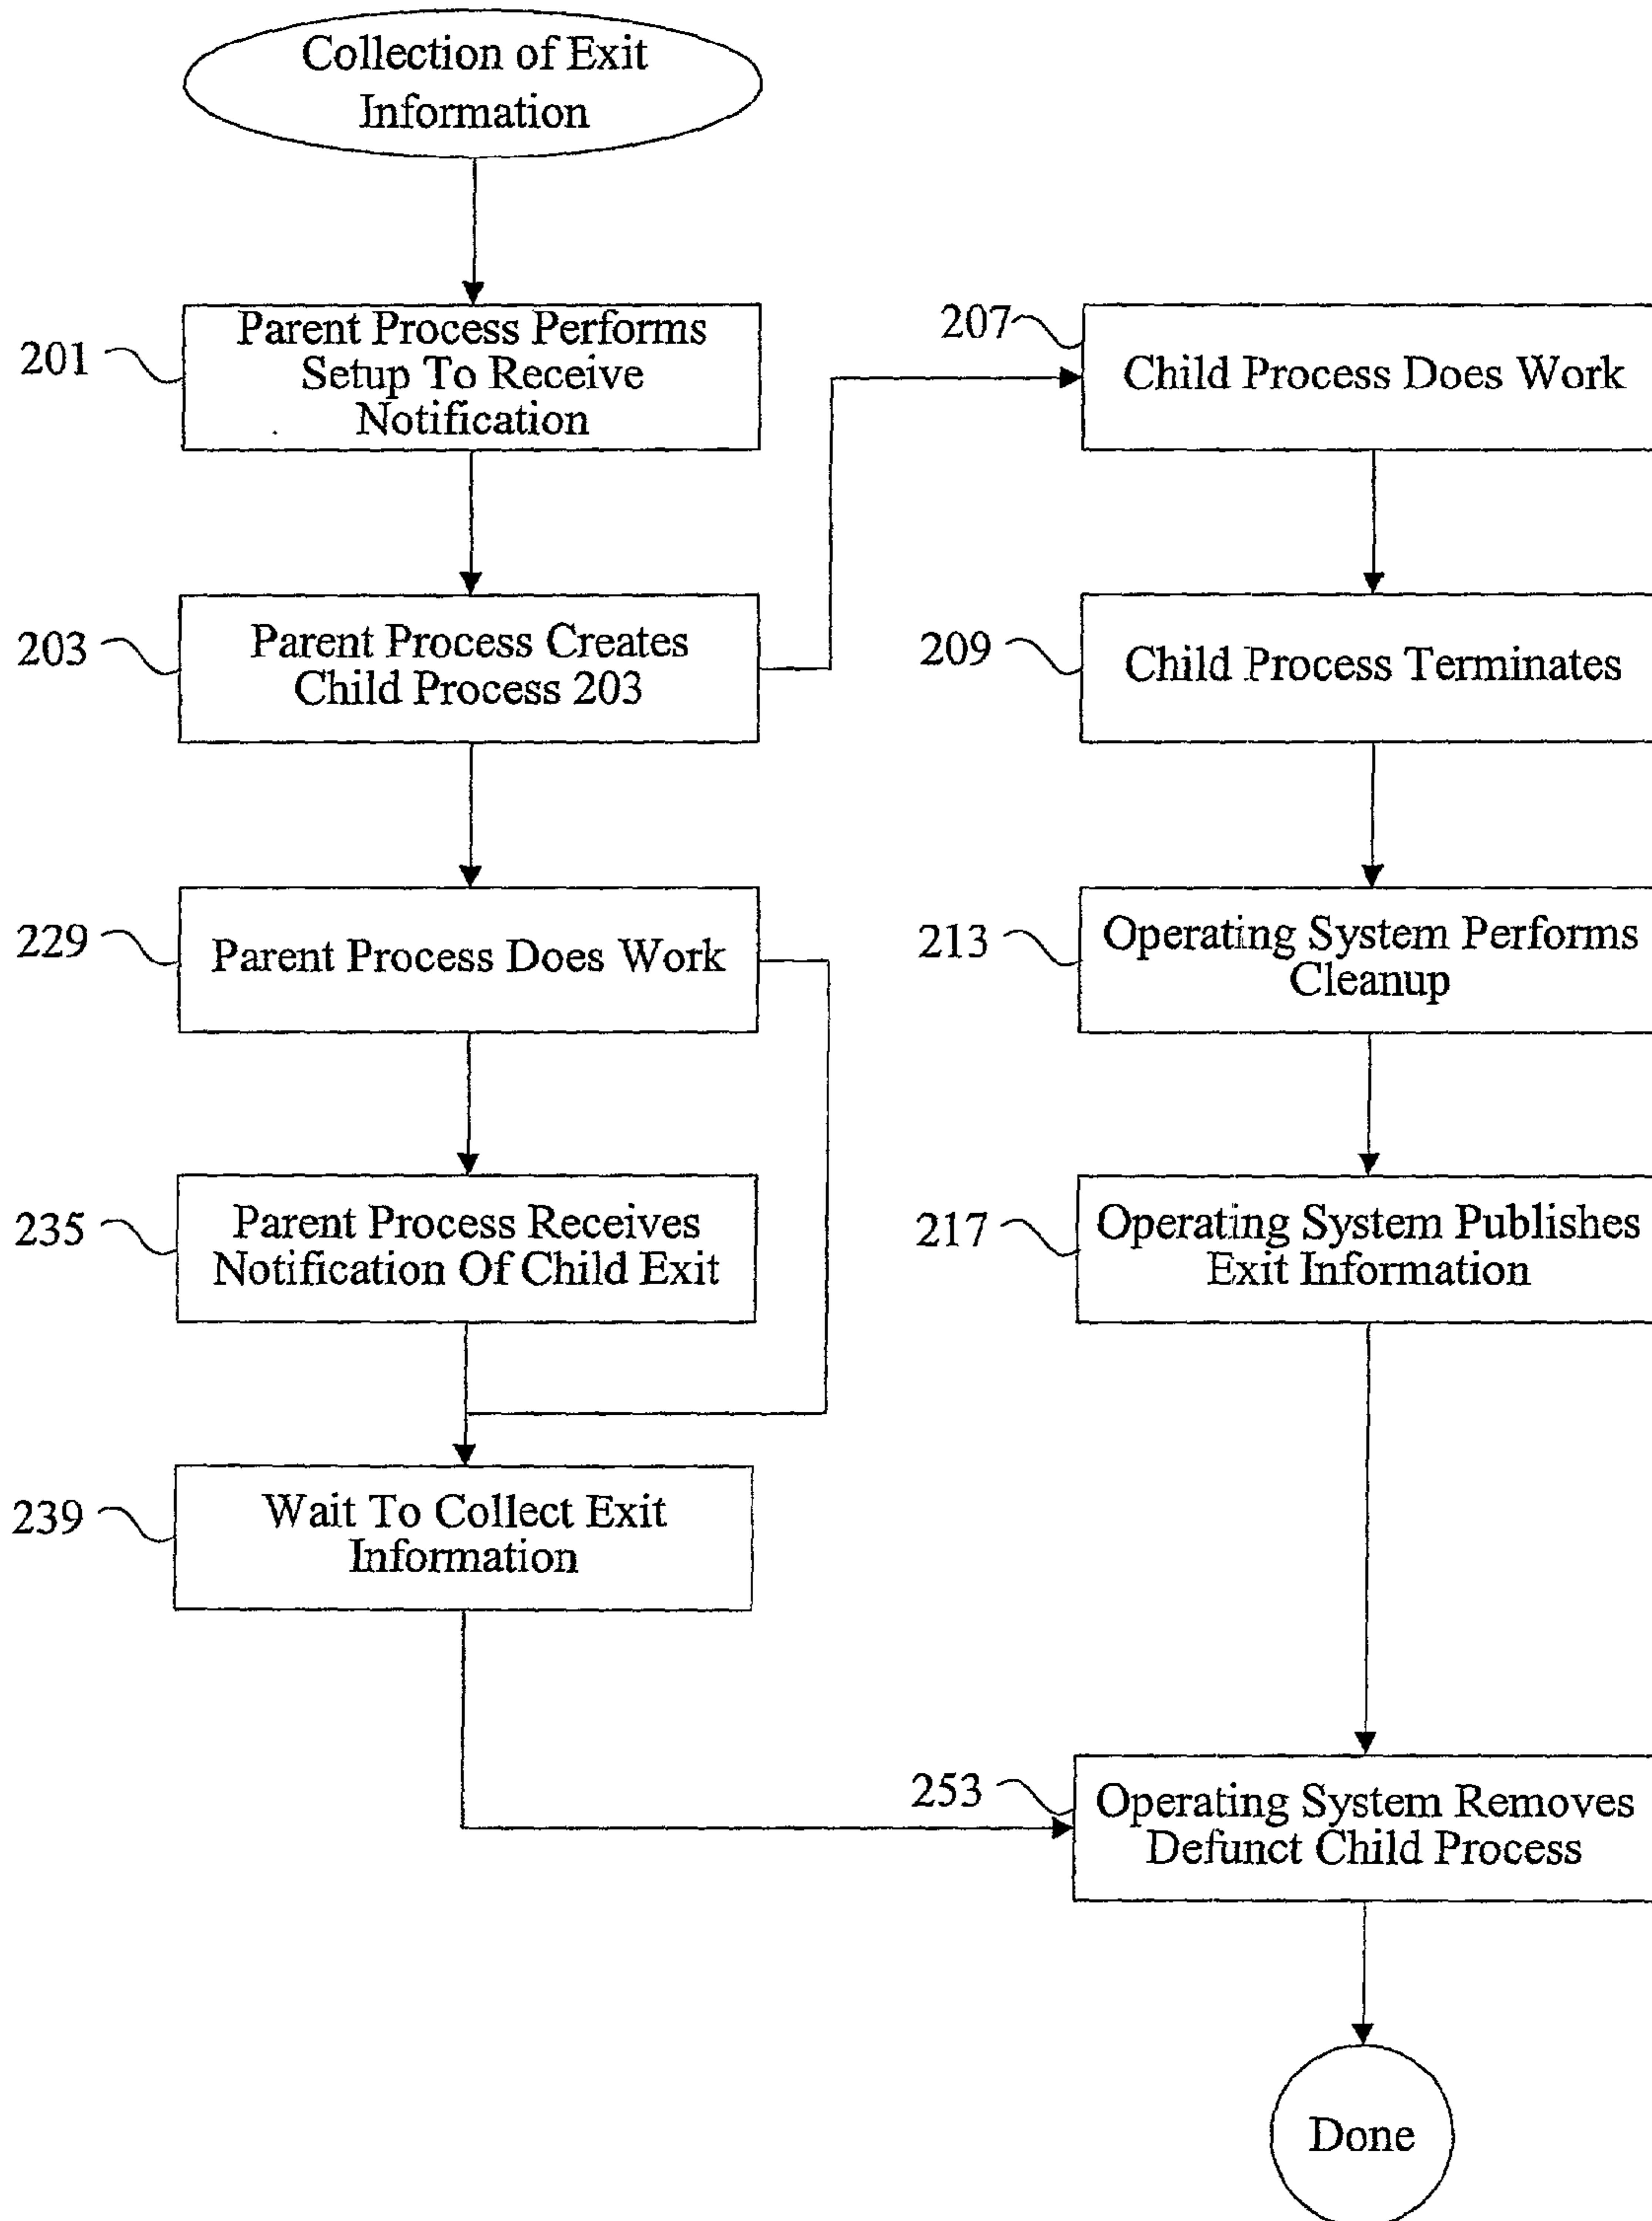 Collection of Exit
Information
201
Parent Process Performs
Setup To Receive
Notification
203
Parent Process Creates
Child Process 203
229
Parent Process Does Work
235
Parent Process Receives
Notification Of Child Exit
239
Wait To Collect Exit
Information
207
Child Process Does Work
209
Child Process Terminates
213
Operating System Performs
Cleanup
217
Operating System Publishes
Exit Information
253
Operating System Removes
Defunct Child Process
Done